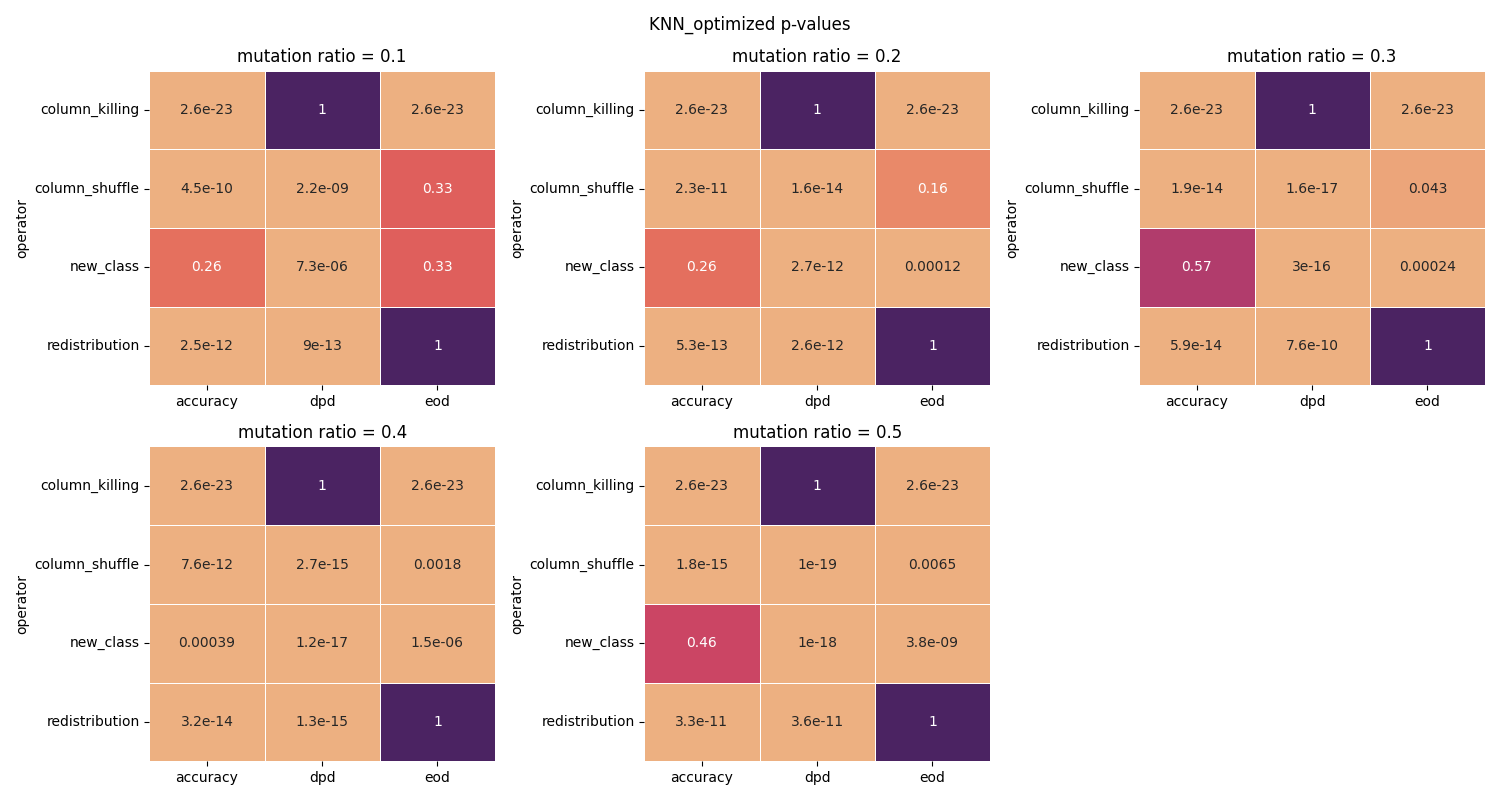 KNN_optimized p-values
mutation ratio = 0.1
operator
column_killing 2.6e-23 1 2.6e-23
column_shuffle 4.5e-10 2.2e-09 0.33
new_class 0.26 7.3e-06 0.33
redistribution 2.5e-12 9e-13 1
accuracy dpd eod
mutation ratio = 0.2
operator
column_killing 2.6e-23 1 2.6e-23
column_shuffle 2.3e-11 1.6e-14 0.16
new_class 0.26 2.7e-12 0.00012
redistribution 5.3e-13 2.6e-12 1
accuracy dpd eod
mutation ratio = 0.3
operator
column_killing 2.6e-23 1 2.6e-23
column_shuffle 1.9e-14 1.6e-17 0.043
new_class 0.57 3e-16 0.00024
redistribution 5.9e-14 7.6e-10 1
accuracy dpd eod
mutation ratio = 0.4
operator
column_killing 2.6e-23 1 2.6e-23
column_shuffle 7.6e-12 2.7e-15 0.0018
new_class 0.00039 1.2e-17 1.5e-06
redistribution 3.2e-14 1.3e-15 1
accuracy dpd eod
mutation ratio = 0.5
operator
column_killing 2.6e-23 1 2.6e-23
column_shuffle 1.8e-15 1e-19 0.0065
new_class 0.46 1e-18 3.8e-09
redistribution 3.3e-11 3.6e-11 1
accuracy dpd eod